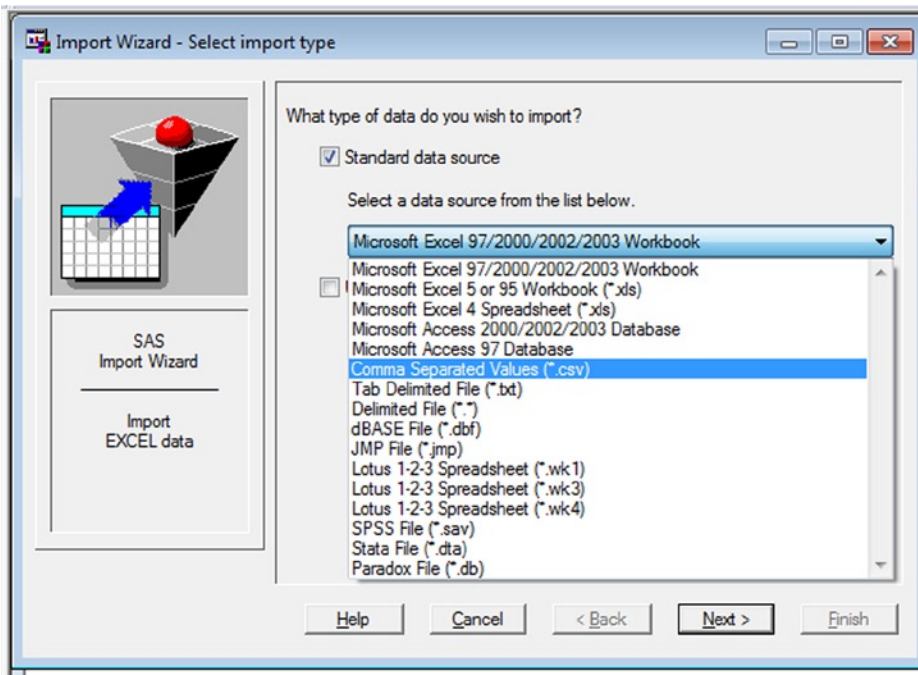 Import Wizard - Select import type
What type of data do you wish to import?
Standard data source
Select a data source from the list below.
Microsoft Excel 97/2000/2002/2003 Workbook
Microsoft Excel 97/2000/2002/2003 Workbook
Microsoft Excel 5 or 95 Workbook (*.xls)
Microsoft Excel 4 Spreadsheet (*.xls)
Microsoft Access 2000/2002/2003 Database
Microsoft Access 97 Database
Comma Separated Values (*.csv)
Tab Delimited File (*.txt)
Delimited File (*.*)
dBASE File (*.dbf)
JMP File (*.jmp)
Lotus 1-2-3 Spreadsheet (*.wk1)
Lotus 1-2-3 Spreadsheet (*.wk3)
Lotus 1-2-3 Spreadsheet (*.wk4)
SPSS File (*.sav)
Stata File (*.dta)
Paradox File (*.db)
SAS
Import Wizard
Import
EXCEL data
Help Cancel < Back Next > Finish